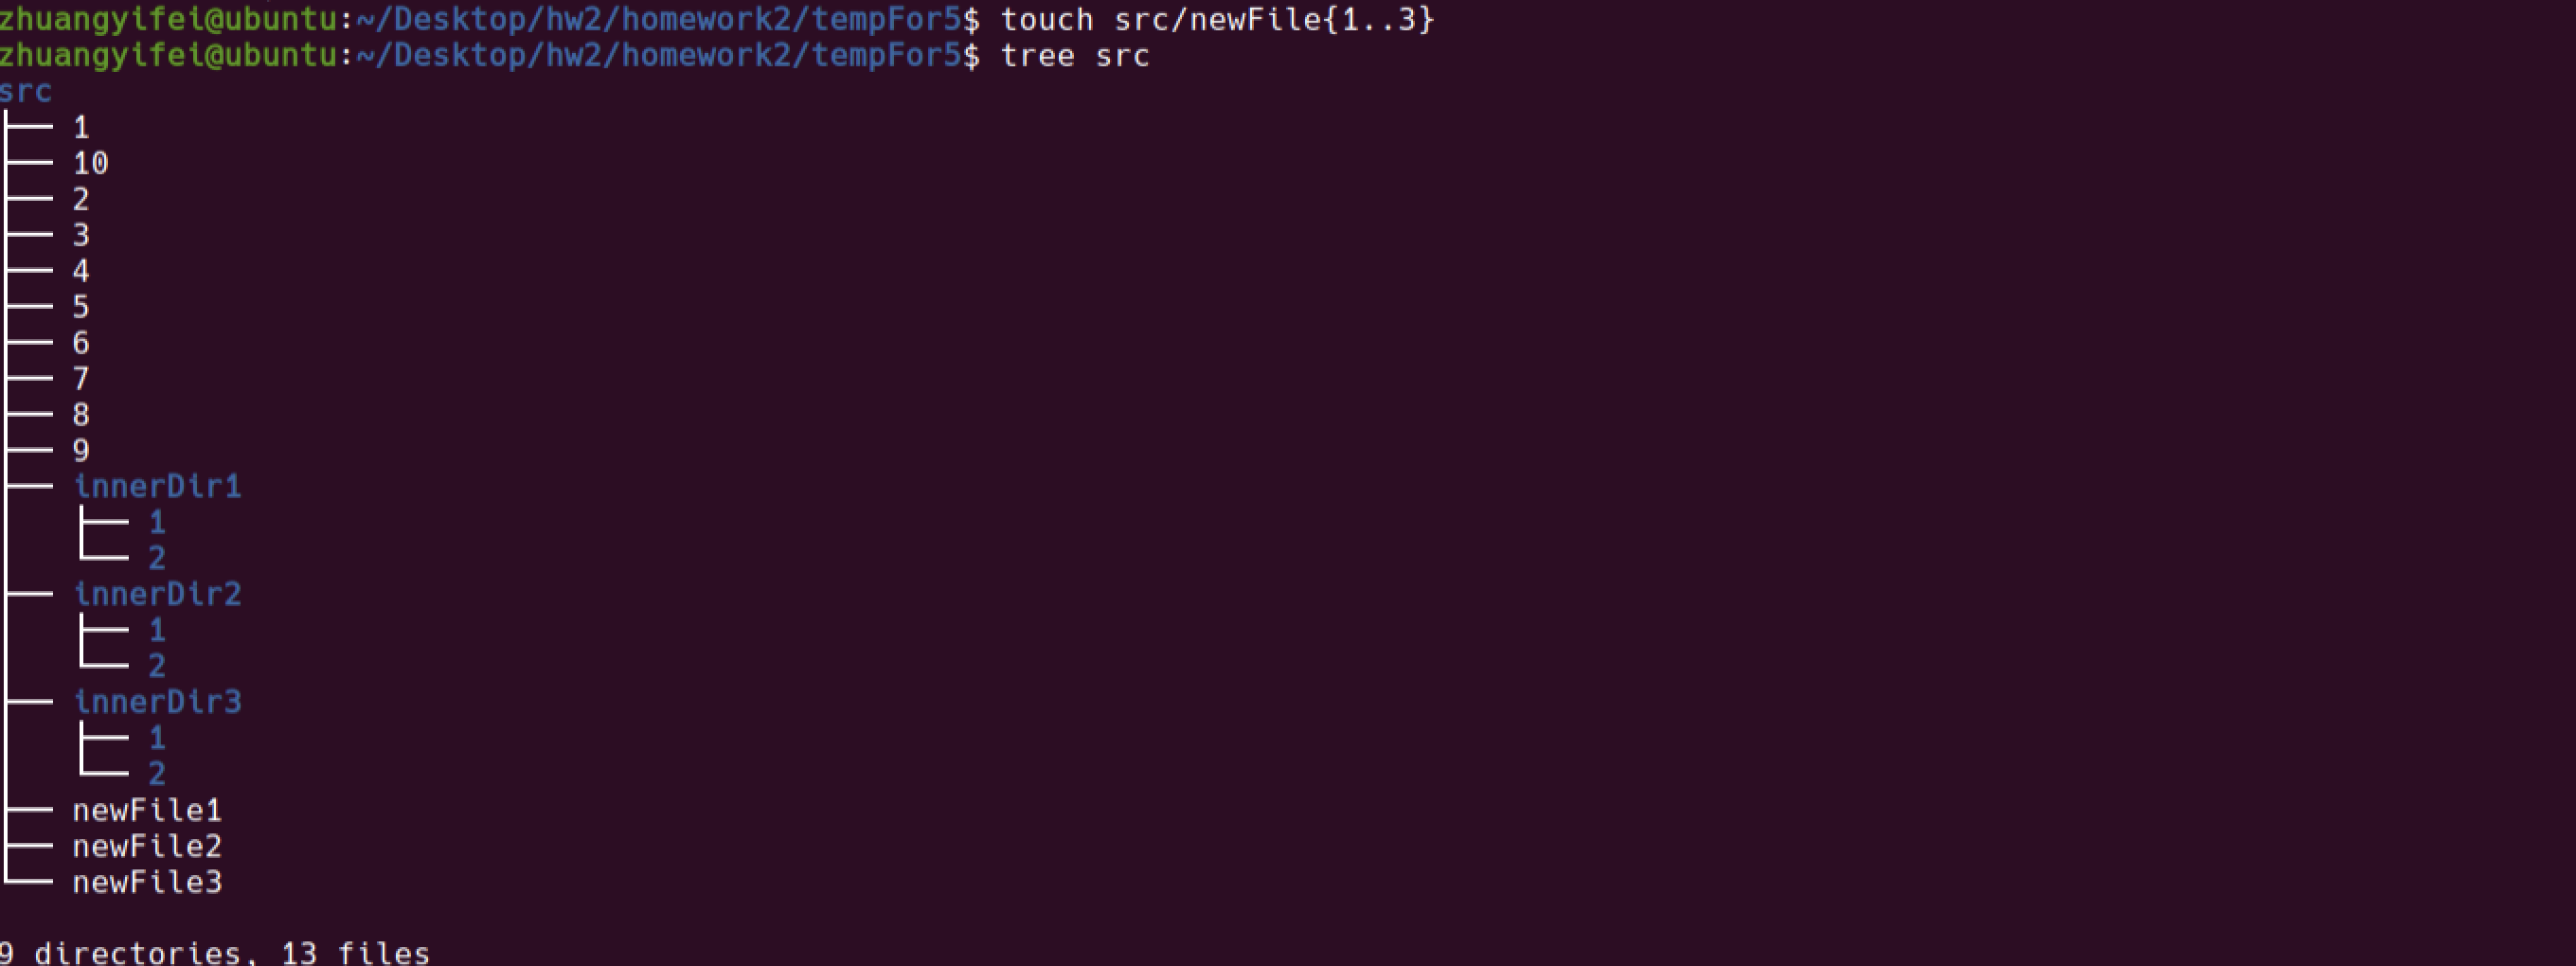 zhuangyifei@ubuntu:~/Desktop/hw2/homework2/tempFor5$ touch src/newFile{1..3}
zhuangyifei@ubuntu:~/Desktop/hw2/homework2/tempFor5$ tree src
src
├── 1
├── 10
├── 2
├── 3
├── 4
├── 5
├── 6
├── 7
├── 8
├── 9
├── innerDir1
│   ├── 1
│   └── 2
├── innerDir2
│   ├── 1
│   └── 2
├── innerDir3
│   ├── 1
│   └── 2
├── newFile1
├── newFile2
└── newFile3
9 directories, 13 files